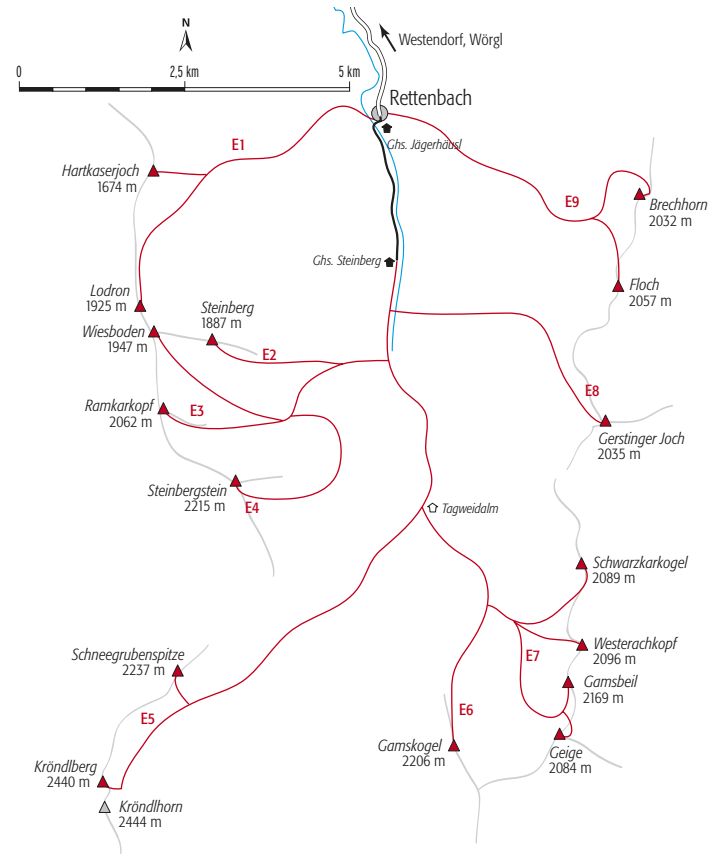 N
Westendorf, Wörgl
0
2,5 km
5 km
Rettenbach
Ghs. Jägerhäusl
E1
Hartkaserjoch
1674 m
E9
Brechhorn
2032 m
Ghs. Steinberg
Floch
2057 m
Lodron
1925 m
Steinberg
1887 m
Wiesboden
1947 m
E2
E8
Ramkarkopf
2062 m
E3
Gerstinger Joch
2035 m
Steinbergstein
2215 m
E4
Tagweidalm
Schwarzkarkogel
2089 m
Westerachkopf
2096 m
Schneegrubenspitze
2237 m
E7
Gamsbeil
2169 m
E5
E6
Gamskogel
2206 m
Geige
2084 m
Kröndlberg
2440 m
Kröndlhorn
2444 m